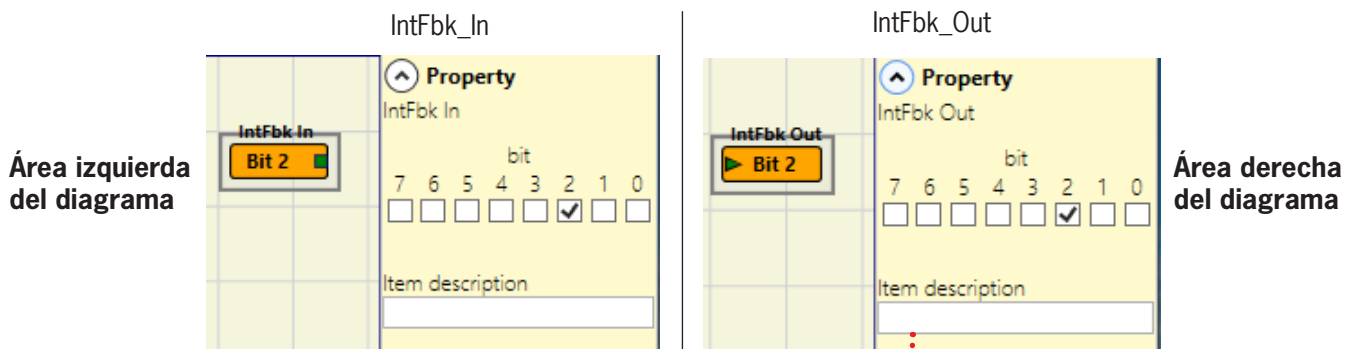 IntFbk_In
Área izquierda
del diagrama
IntFbk In
Bit 2
Property
IntFbk In
bit
7 6 5 4 3 2 1 0
Item description
IntFbk_Out
IntFbk Out
Bit 2
Property
IntFbk Out
bit
7 6 5 4 3 2 1 0
Item description
Área derecha
del diagrama